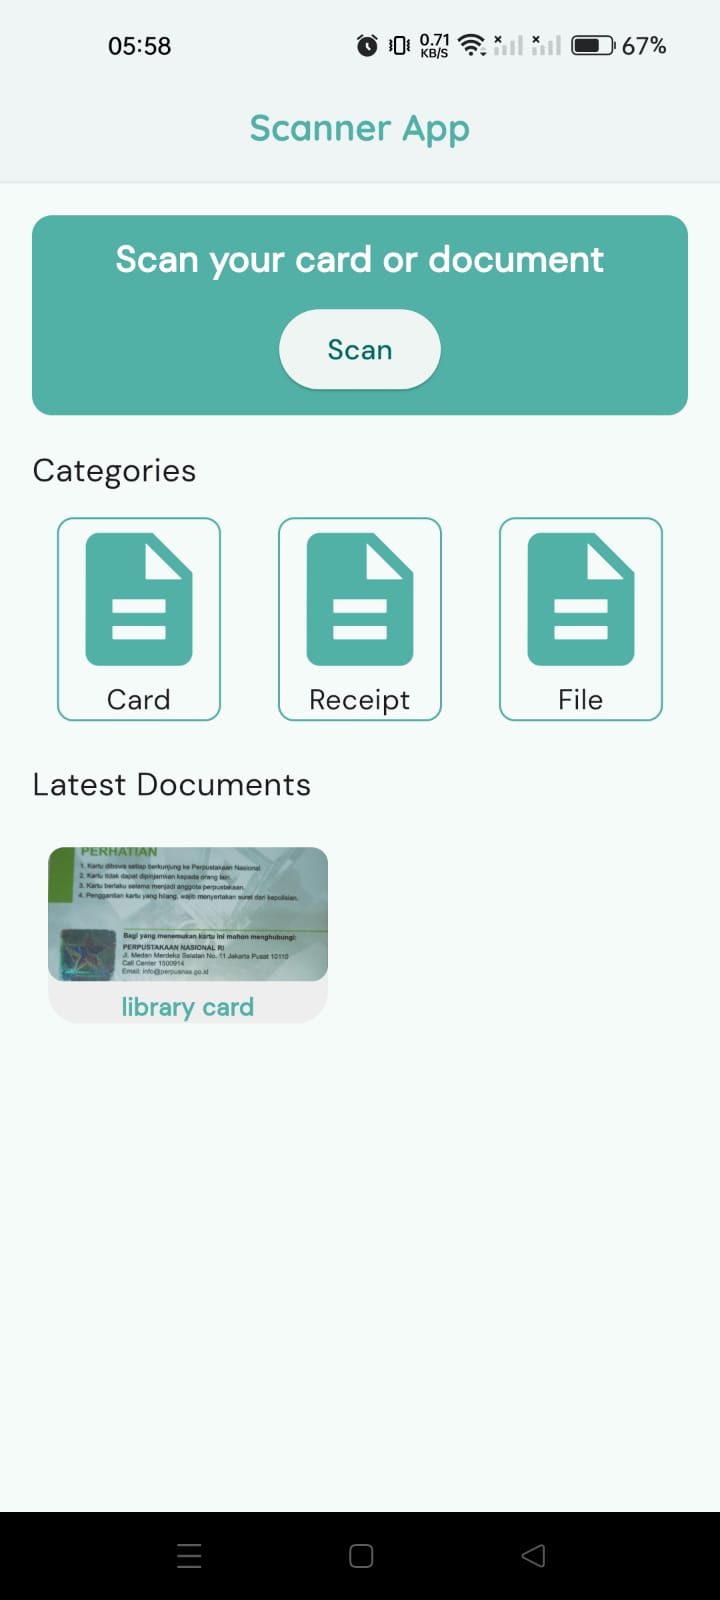 05:58
0.71
KB/S
67%
Scanner App
Scan your card or document
Scan
Categories
Card
Receipt
File
Latest Documents
PERHATIAN
1. Kartu dibawa setiap berkunjung ke Perpustakaan Nasional.
2. Kartu tidak dapat dipinjamkan kepada orang lain.
3. Kartu berlaku selama menjadi anggota perpustakaan.
4. Penggantian kartu yang hilang, wajib menyertakan surat dari kepolisian.
Bagi yang menemukan kartu ini mohon menghubungi:
PERPUSTAKAAN NASIONAL RI
Jl. Medan Merdeka Selatan No. 11 Jakarta Pusat 10110
Call Center 1500914
Email: info@perpusnas.go.id
library card